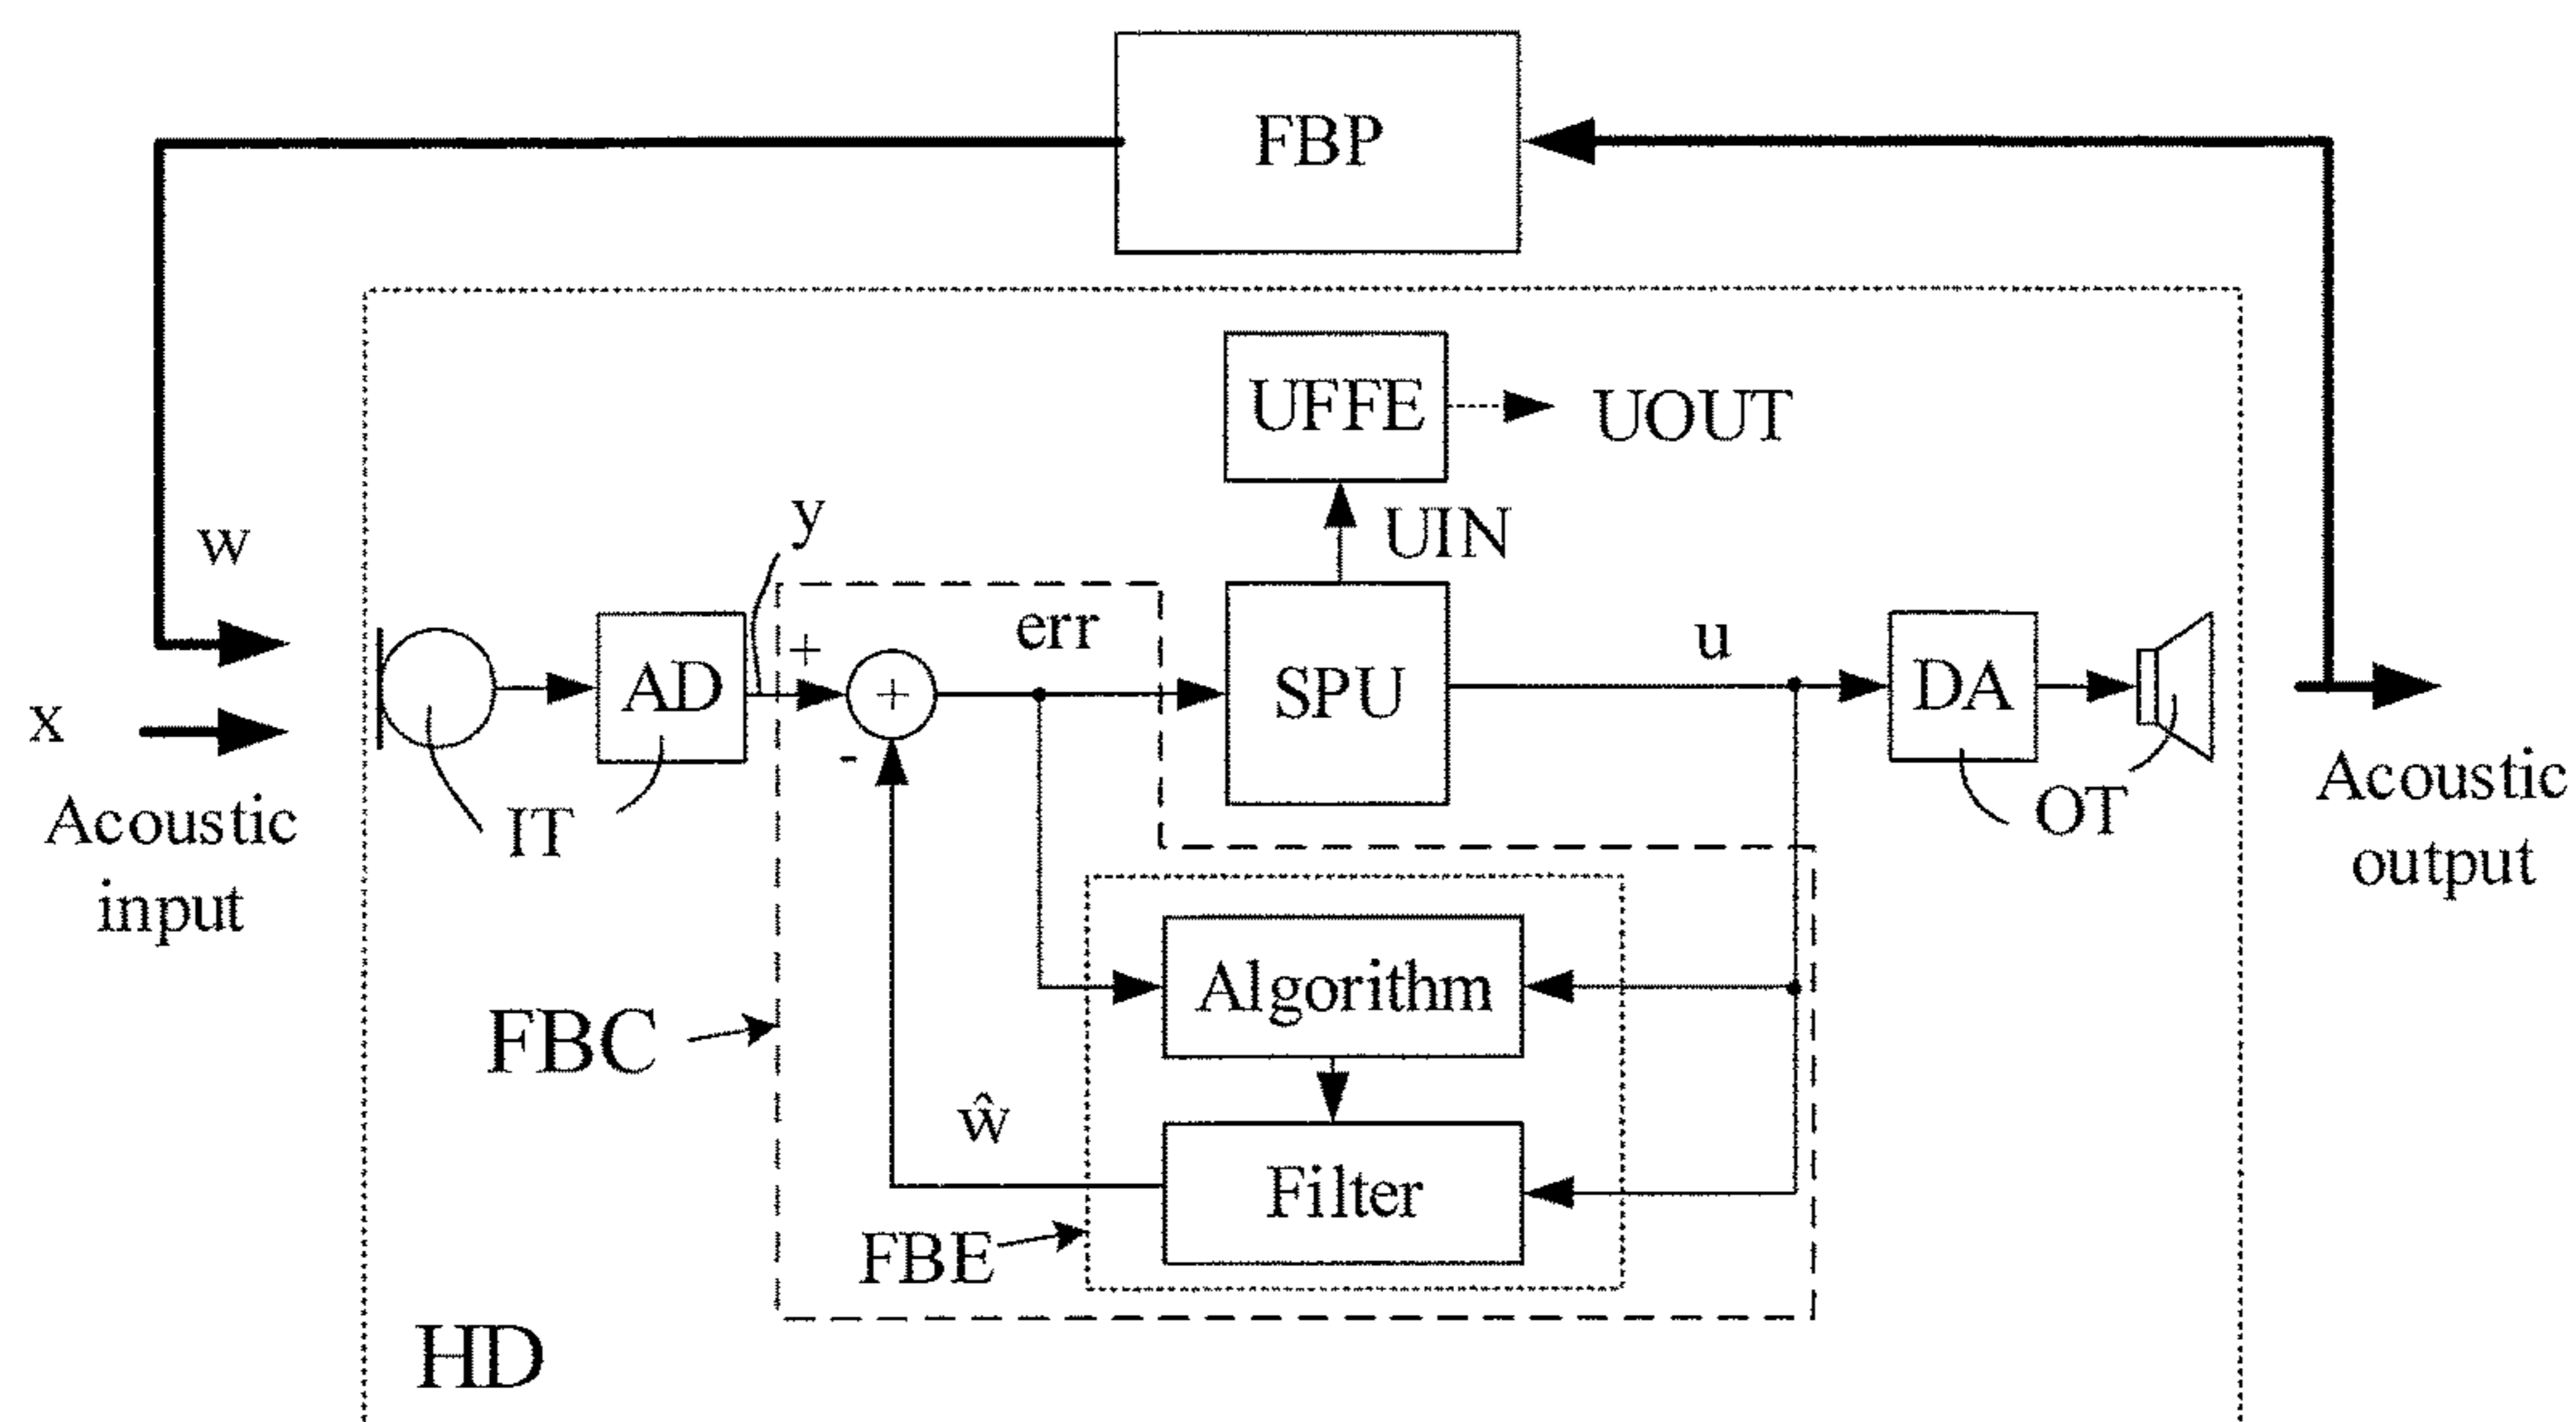 FBP
UFFE
UOUT
UIN
w
y
err
u
+
-
+
AD
SPU
DA
x
Acoustic
input
IT
OT
Acoustic
output
Algorithm
FBC
ŵ
Filter
FBE
HD